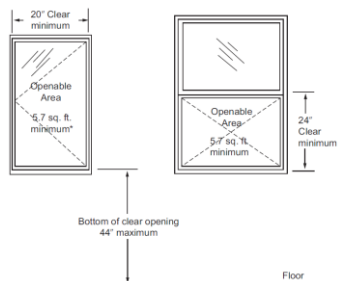 20" Clear
minimum
Openable
Area
5.7 sq. ft.
minimum*
Openable
Area
5.7 sq. ft.
minimum
24"
Clear
minimum
Bottom of clear opening
44" maximum
Floor